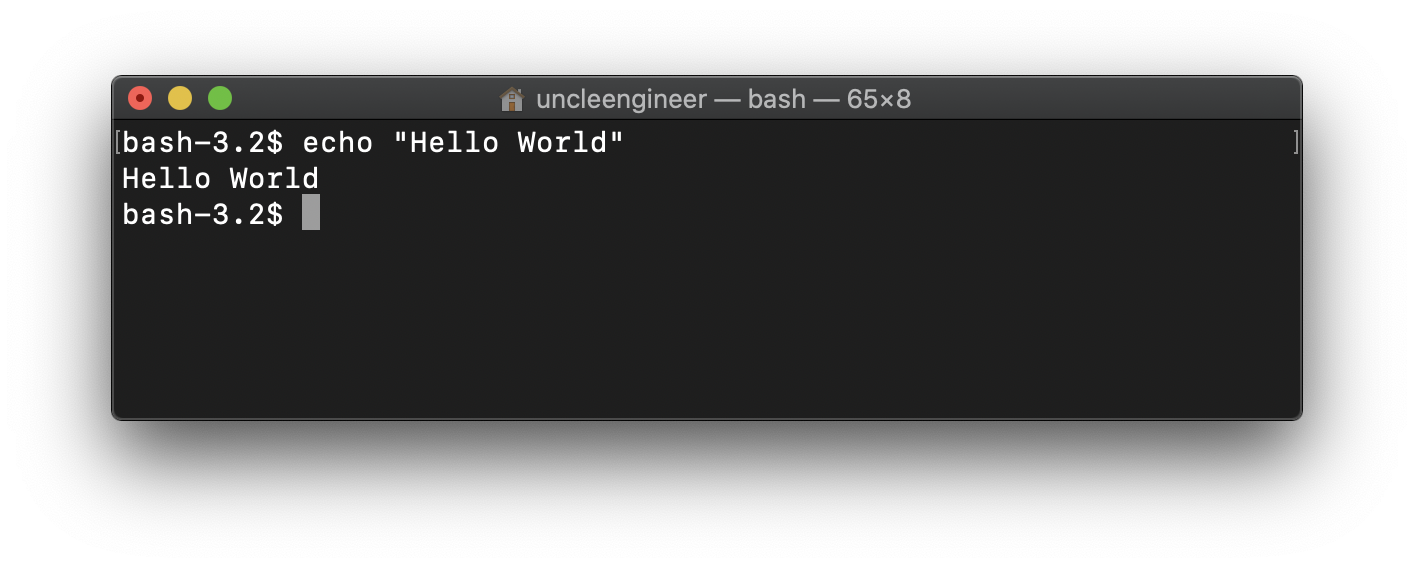 uncleengineer — bash — 65×8
bash-3.2$ echo "Hello World"
Hello World
bash-3.2$